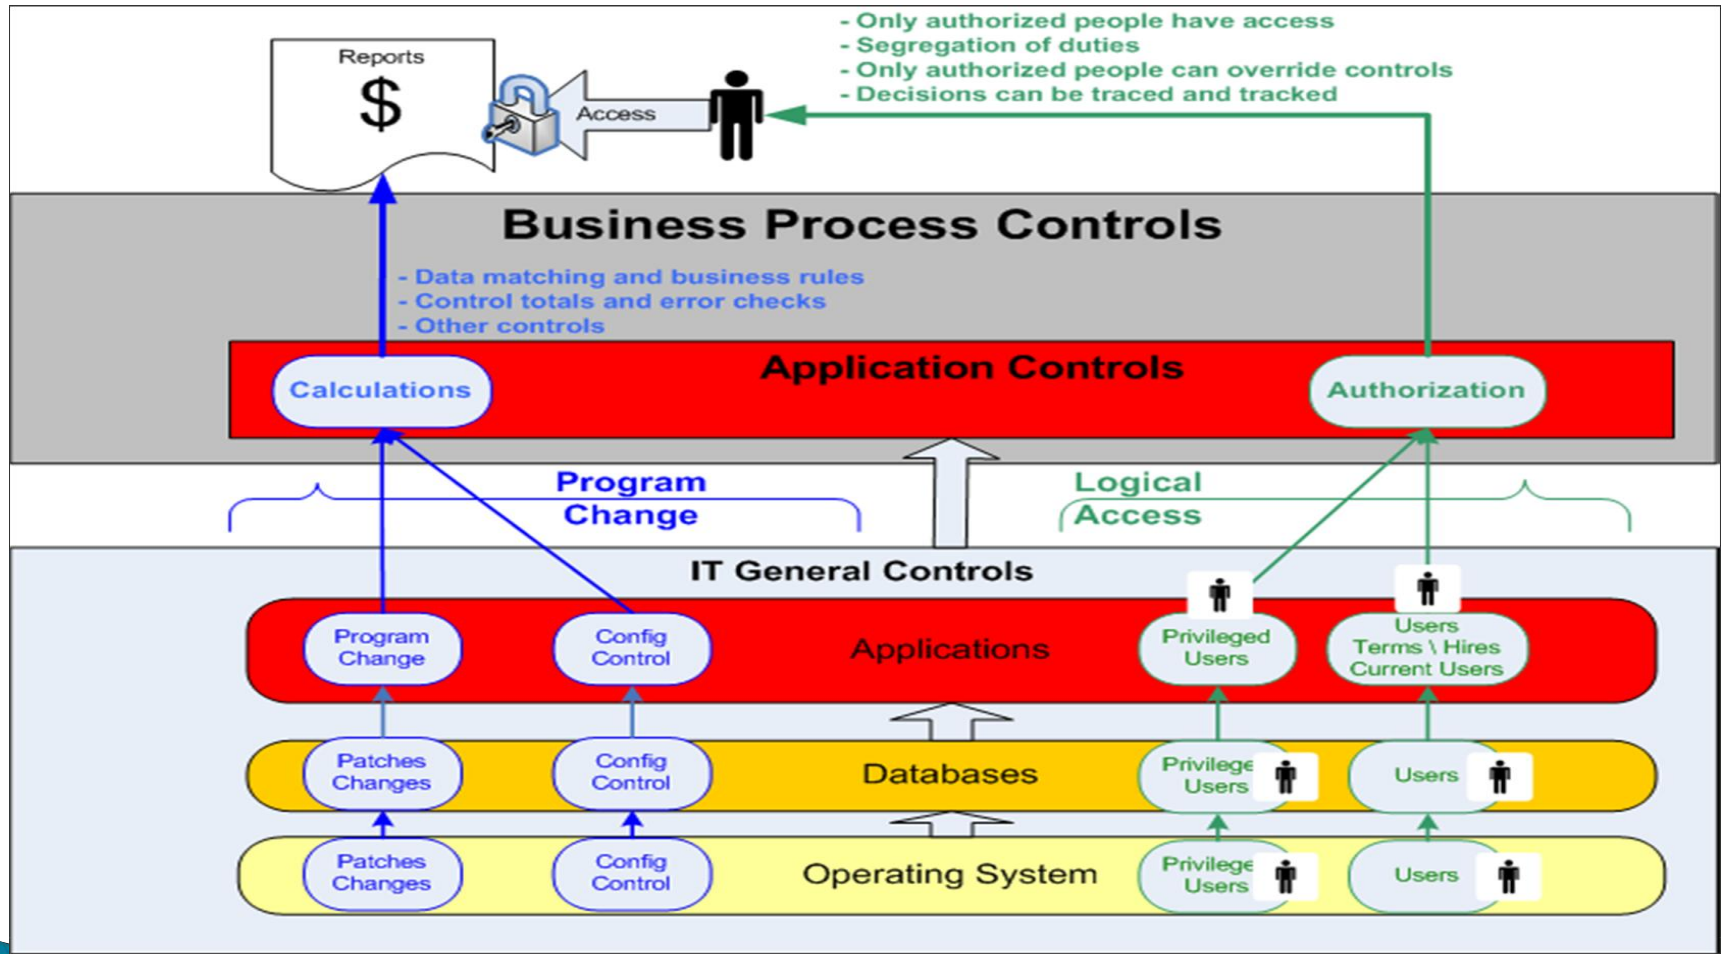 - Only authorized people have access
- Segregation of duties
- Only authorized people can override controls
- Decisions can be traced and tracked
Reports
$
Access
Business Process Controls
- Data matching and business rules
- Control totals and error checks
- Other controls
Application Controls
Calculations
Authorization
Program
Change
Logical
Access
IT General Controls
Program
Change
Config
Control
Applications
Privileged
Users
Users
Terms \ Hires
Current Users
Patches
Changes
Config
Control
Databases
Privilege
Users
Users
Patches
Changes
Config
Control
Operating System
Privilege
Users
Users